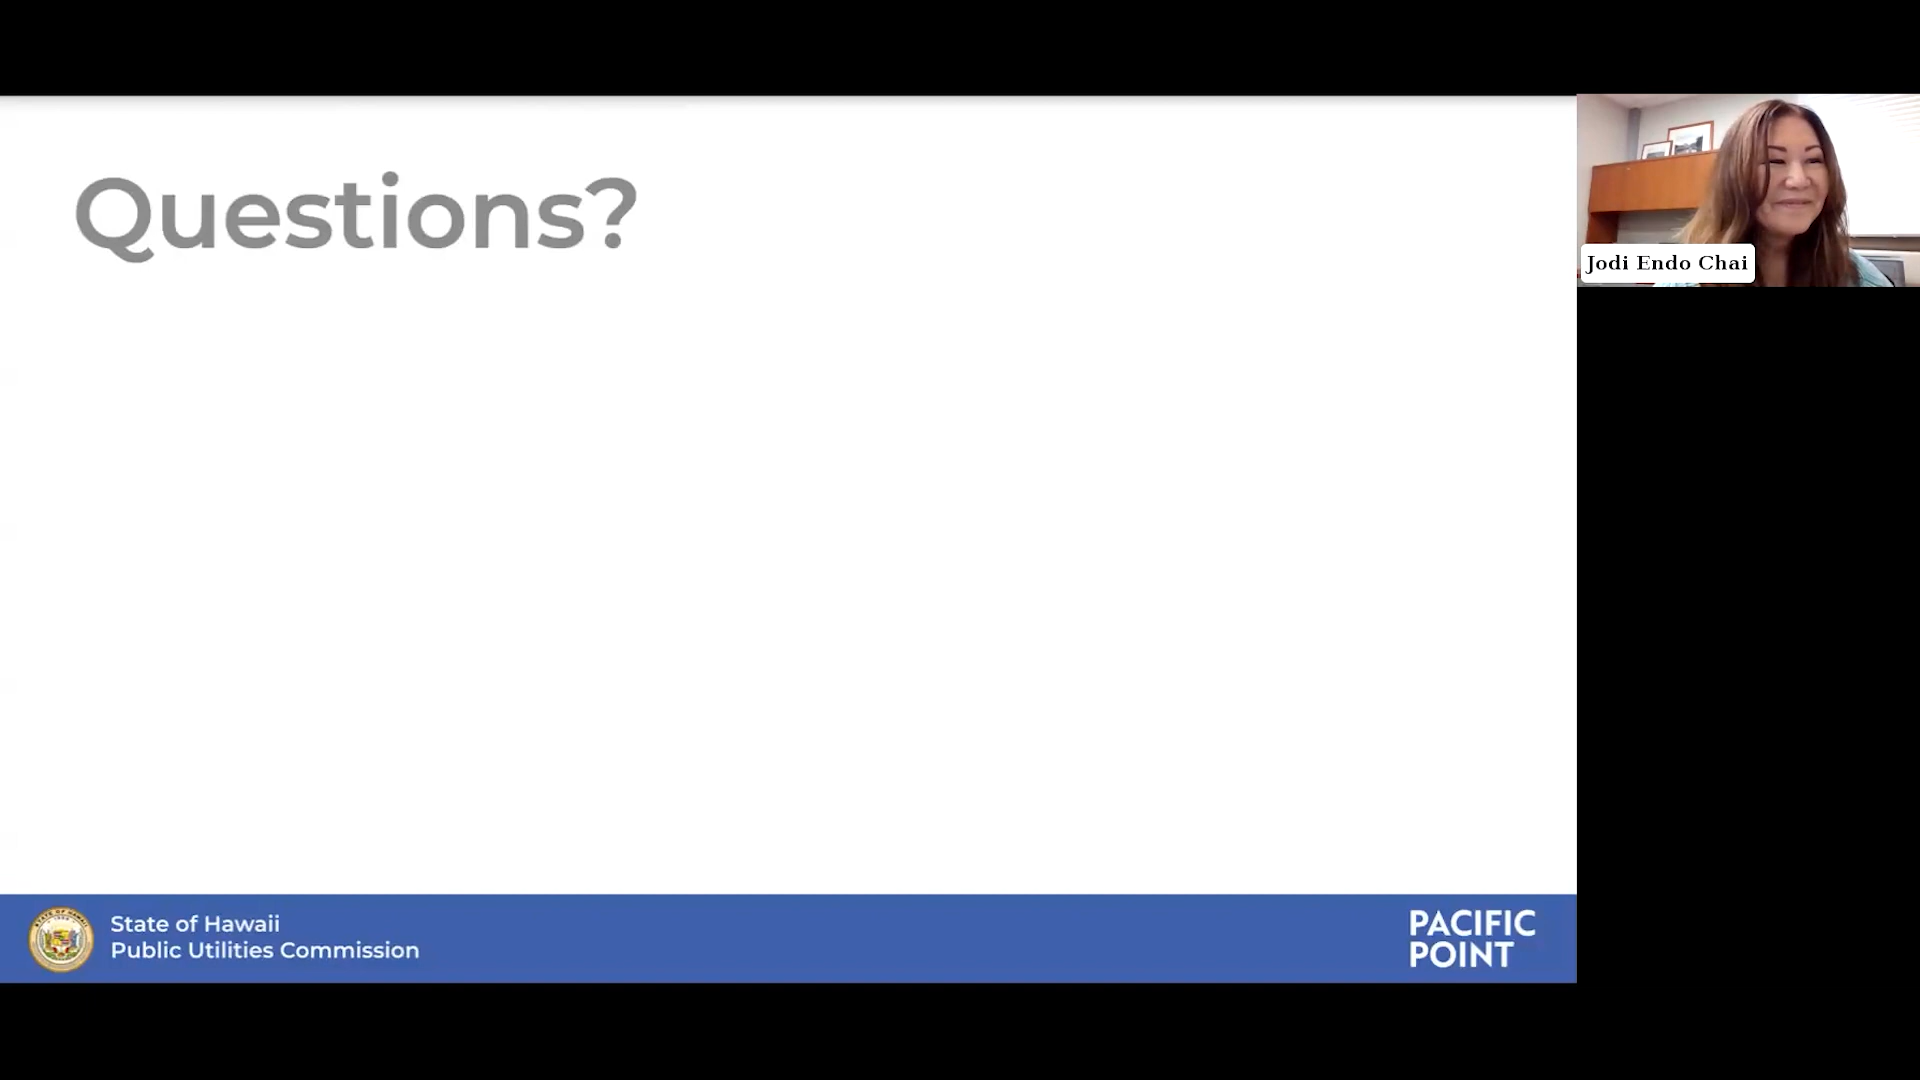 Questions?
Jodi Endo Chai
State of Hawaii
Public Utilities Commission
PACIFIC
POINT